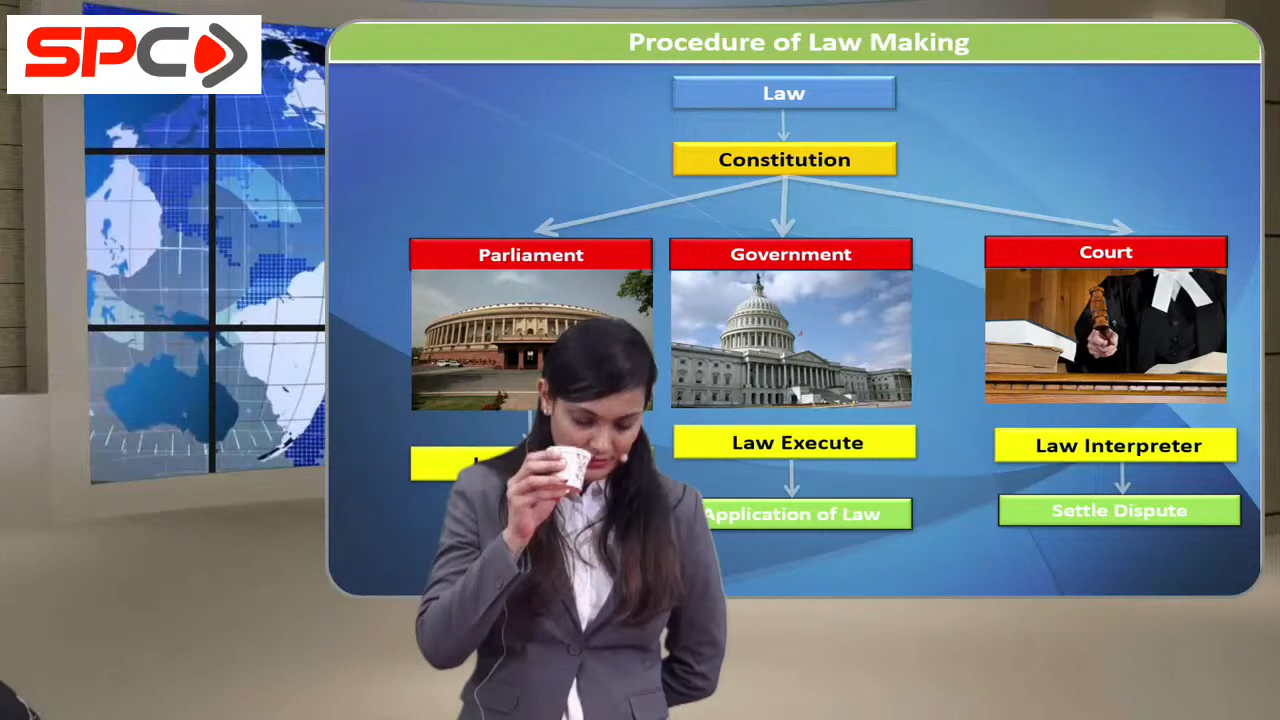 SPC
Procedure of Law Making
Law
Constitution
Parliament
Government
Court
Law Execute
Law Interpreter
Application of Law
Settle Dispute